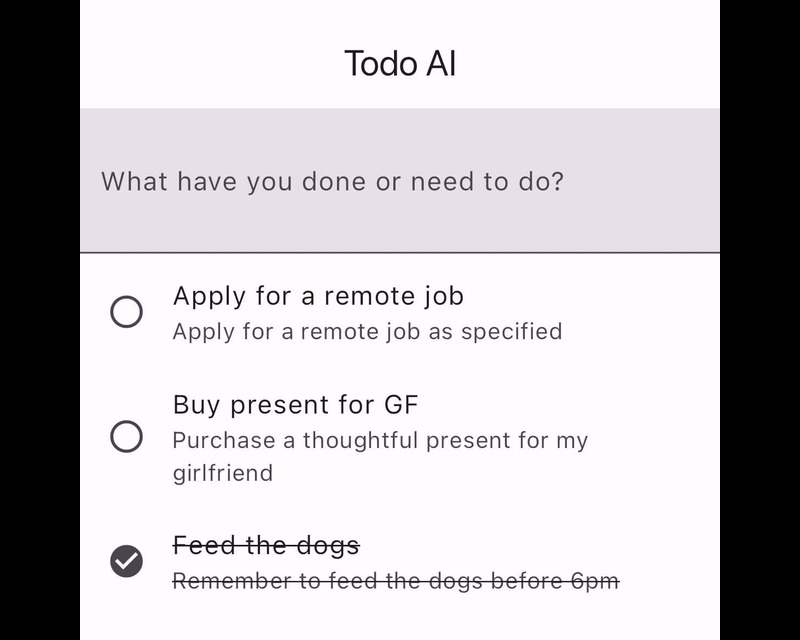 Todo AI
What have you done or need to do?
Apply for a remote job
Apply for a remote job as specified
Buy present for GF
Purchase a thoughtful present for my
girlfriend
Feed the dogs
Remember to feed the dogs before 6pm